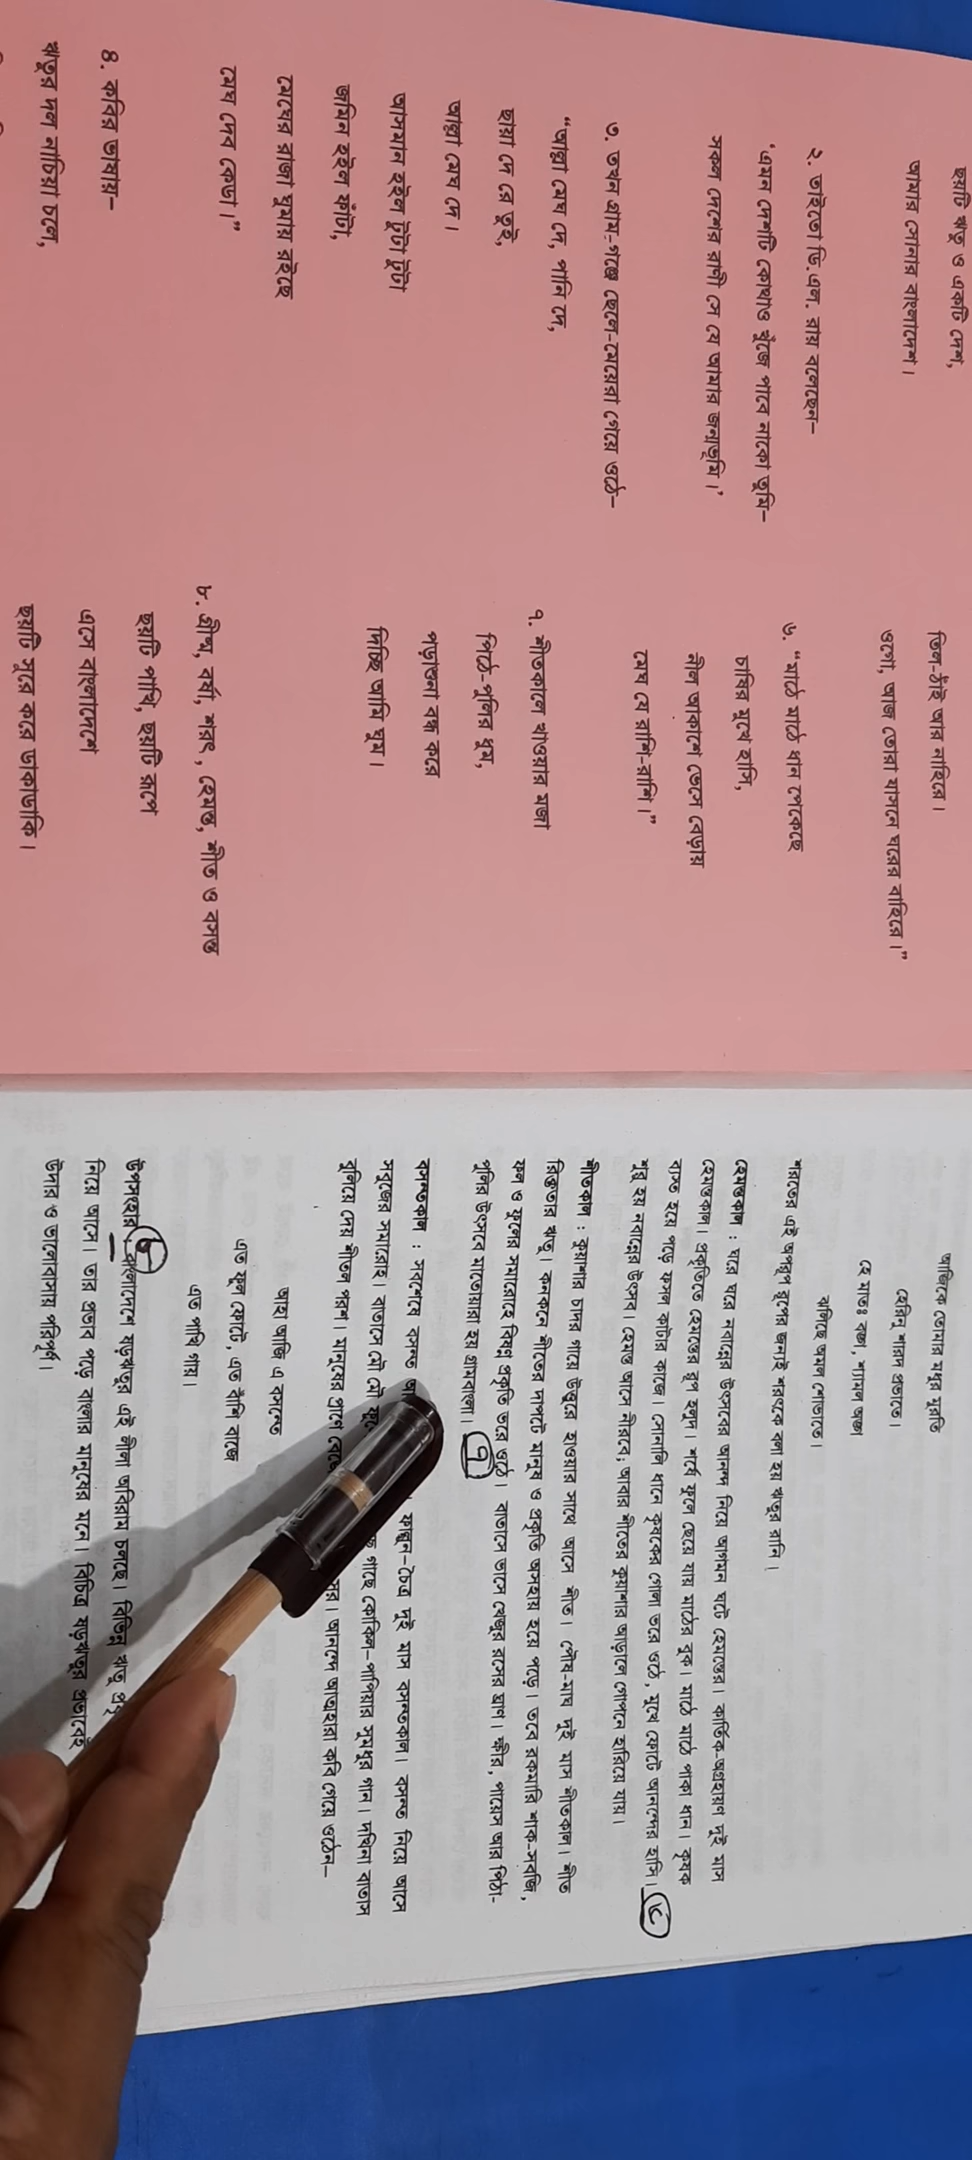 ছয়টি ঋতু ও একটি দেশ,
আমার সোনার বাংলাদেশ।
২. তাইতো ডি.এল. রায় বলেছেন–
‘এমন দেশটি কোথাও খুঁজে পাবে নাকো তুমি–
সকল দেশের রাণী সে যে আমার জন্মভূমি।’
৩. তখন গ্রাম-গঞ্জে ছেলে-মেয়েরা গেয়ে ওঠে–
“আল্লা মেঘ দে, পানি দে,
ছায়া দে রে তুই,
আল্লা মেঘ দে।
আসমান হইল টুটা টুটা
জমিন হইল ফাঁটা,
মেঘের রাজা ঘুমায় রইছে
মেঘ দেব কেডা।”
৪. কবির ভাষায়–
ঋতুর দল নাচিয়া চলে,
তিল-ঠাঁই আর নাহিরে।
ওগো, আজ তোরা যাসনে ঘরের বাহিরে।”
৬. “মাঠে মাঠে ধান পেকেছে
চাষির মুখে হাসি,
নীল আকাশে ভেসে বেড়ায়
মেঘ যে রাশি-রাশি।”
৭. শীতকালে খাওয়ার মজা
পিঠে-পুলির ধুম,
পড়াশুনা বন্ধ করে
দিচ্ছি আমি ঘুম।
৮. গ্রীষ্ম, বর্ষা, শরৎ, হেমন্ত, শীত ও বসন্ত
ছয়টি পাখি, ছয়টি রূপে
এসে বাংলাদেশে
ছয়টি সুরে করে ডাকাডাকি।
আজিকে তোমার মধুর মুরতি
হেরিনু শারদ প্রভাতে।
হে মাতঃ বঙ্গ, শ্যামল অঙ্গ
ঝলিছে অমল শোভাতে।
শরতের এই অপরূপ রূপের জন্যই শরৎকে বলা হয় ঋতুর রানি।
হেমন্তকাল : ঘরে ঘরে নবান্নের উৎসবের আনন্দ নিয়ে আগমন ঘটে হেমন্তের। কার্তিক-অগ্রহায়ণ দুই মাস
হেমন্তকাল। প্রকৃতিতে হেমন্তের রূপ হলুদ। শর্ষে ফুলে ছেয়ে যায় মাঠের বুক। মাঠে মাঠে পাকা ধান। কৃষক
ব্যস্ত হয়ে পড়ে ফসল কাটার কাজে। সোনালি ধানে কৃষকের গোলা ভরে ওঠে, মুখে ফোটে আনন্দের হাসি।
শুরু হয় নবান্নের উৎসব। হেমন্ত আসে নীরবে; আবার শীতের কুয়াশার আড়ালে গোপনে হারিয়ে যায়।
শীতকাল : কুয়াশার চাদর গায়ে উত্তুরে হাওয়ার সাথে আসে শীত। পৌষ-মাঘ দুই মাস শীতকাল। শীত
রিক্ততার ঋতু। কনকনে শীতের দাপটে মানুষ ও প্রকৃতি অসহায় হয়ে পড়ে। তবে রকমারি শাক-সবজি,
ফল ও ফুলের সমারোহে বিষণ্ণ প্রকৃতি ভরে ওঠে। বাতাসে ভাসে খেজুর রসের ঘ্রাণ। ক্ষীর, পায়েস আর পিঠা-
পুলির উৎসবে মাতোয়ারা হয় গ্রামবাংলা। ৭
বসন্তকাল : সবশেষে বসন্ত ফাল্গুন-চৈত্র দুই মাস বসন্তকাল। বসন্ত নিয়ে আসে
সবুজের সমারোহ। বাতাসে মৌ মৌ গাছে কোকিল-পাপিয়ার সুমধুর গান। দখিনা বাতাস
বুলিয়ে দেয় শীতল পরশ। মানুষের প্রাণে আনন্দে আত্মহারা কবি গেয়ে ওঠেন–
আহা আজি এ বসন্তে
এত ফুল ফোটে, এত বাঁশি বাজে
এত পাখি গায়।
উপসংহার : ৮ বাংলাদেশে ষড়ঋতুর এই লীলা অবিরাম চলছে। বিভিন্ন ঋতু
নিয়ে আসে। তার প্রভাব পড়ে বাংলার মানুষের মনে। বিচিত্র ষড়ঋতুর প্রভাবেই
উদার ও ভালোবাসায় পরিপূর্ণ।